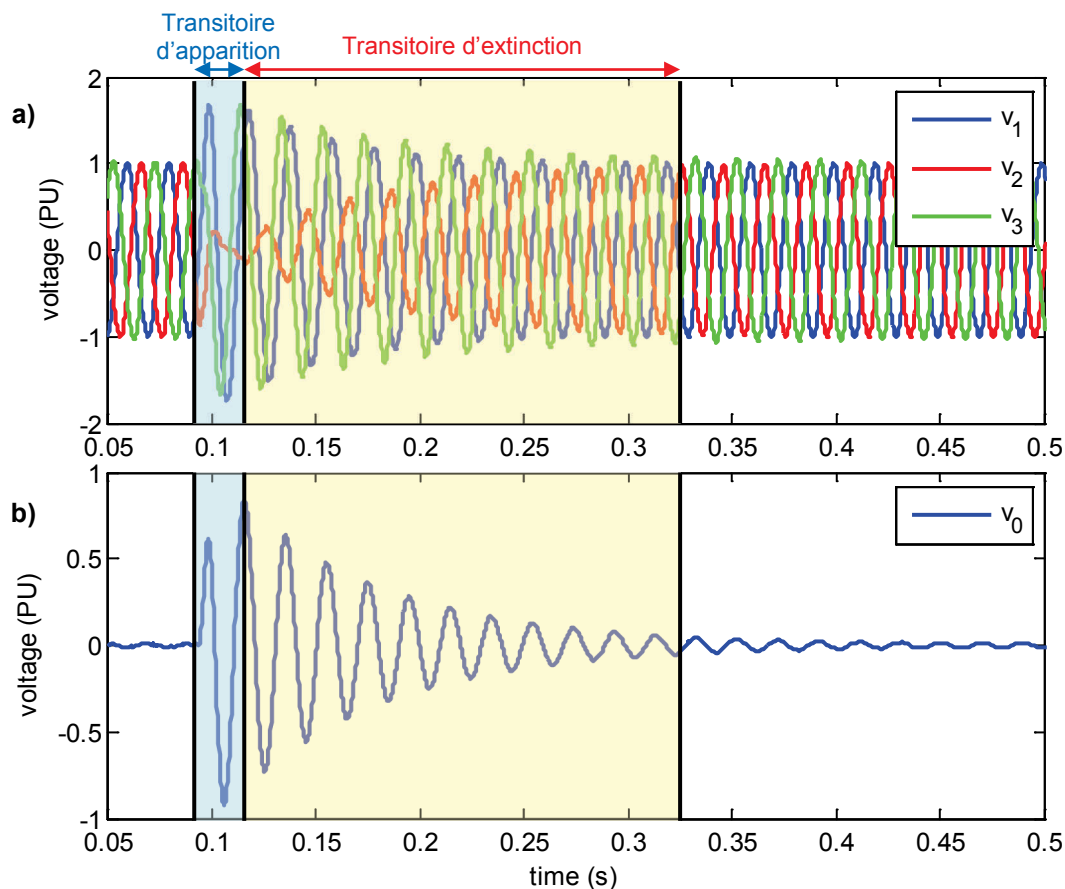 Transitoire
d'apparition
Transitoire d'extinction
a)
voltage (PU)
2
1
0
-1
-2
v1
v2
v3
0.05 0.1 0.15 0.2 0.25 0.3 0.35 0.4 0.45 0.5
b)
voltage (PU)
1
0.5
0
-0.5
-1
v0
0.05 0.1 0.15 0.2 0.25 0.3 0.35 0.4 0.45 0.5
time (s)